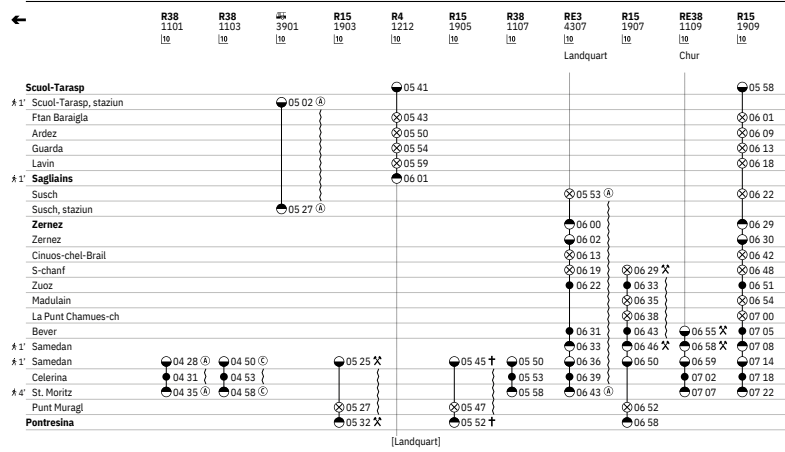 R38 R38 R15 R4 R15 R38 RE3 R15 RE38 R15
1101 1103 3901 1903 1212 1905 1107 4307 1907 1109 1909
10 10 10 10 10 10 10 10 10 10 10
Landquart Chur
Scuol-Tarasp 05 41 05 58
1' Scuol-Tarasp, staziun 05 02 A
Ftan Baraigla 05 43 06 01
Ardez 05 50 06 09
Guarda 05 54 06 13
Lavin 05 59 06 18
1' Sagliains 06 01
Susch 05 53 A 06 22
Susch, staziun 05 27 A
Zernez 06 00 06 29
Zernez 06 02 06 30
Cinuos-chel-Brail 06 13 06 42
S-chanf 06 19 06 29 06 48
Zuoz 06 22 06 33 06 51
Madulain 06 35 06 54
La Punt Chamues-ch 06 38 07 00
Bever 06 31 06 43 06 55 07 05
1' Samedan 06 33 06 46 06 58 07 08
1' Samedan 04 28 A 04 50 C 05 25 05 45 05 50 06 36 06 50 06 59 07 14
Celerina 04 31 04 53 05 53 06 39 07 02 07 18
4' St. Moritz 04 35 A 04 58 C 05 58 06 43 A 07 07 07 22
Punt Muragl 05 27 05 47 06 52
Pontresina 05 32 05 52 06 58
[Landquart]